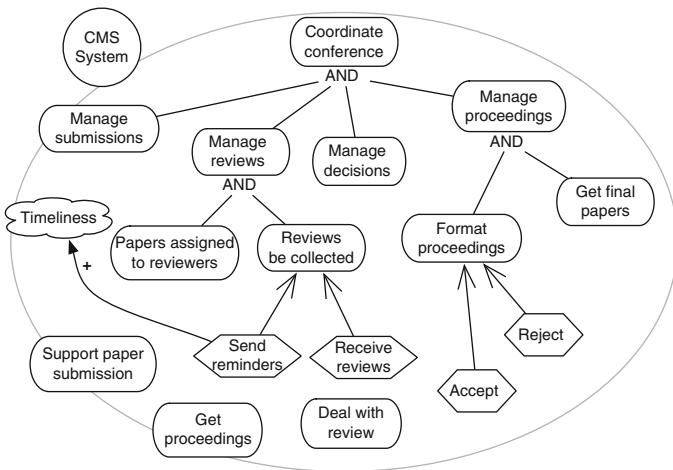 CMS
System
Coordinate
conference
AND
Manage
submissions
Manage
reviews
AND
Manage
decisions
Manage
proceedings
AND
Get final
papers
Timeliness
+
Papers assigned
to reviewers
Reviews
be collected
Format
proceedings
Send
reminders
Receive
reviews
Reject
Accept
Support paper
submission
Get
proceedings
Deal with
review